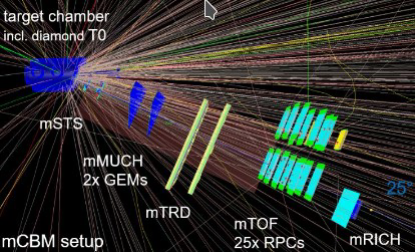 target chamber
incl. diamond T0
mSTS
mMUCH
2x GEMs
mTRD
mTOF
25x RPCs
mRICH
25°
mCBM setup